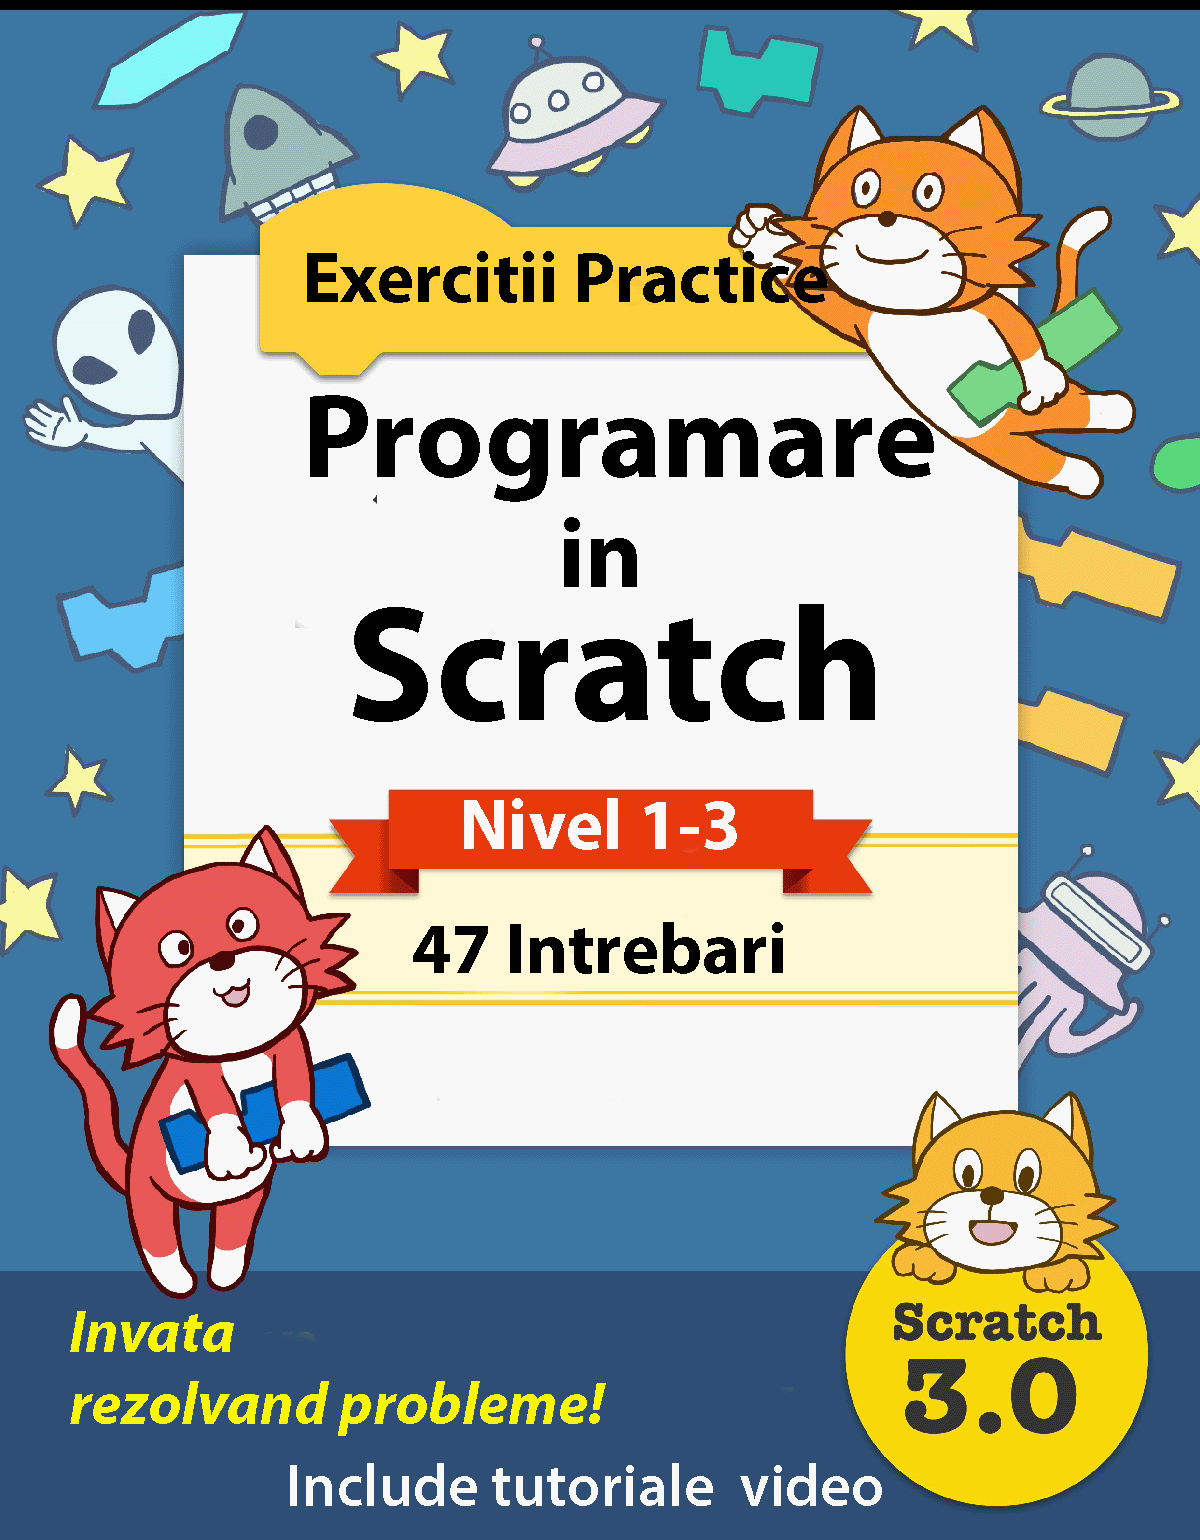 Exercitii Practice
Programare
in
Scratch
Nivel 1-3
47 Intrebari
Invata
rezolvand probleme!
Scratch
3.0
Include tutoriale video